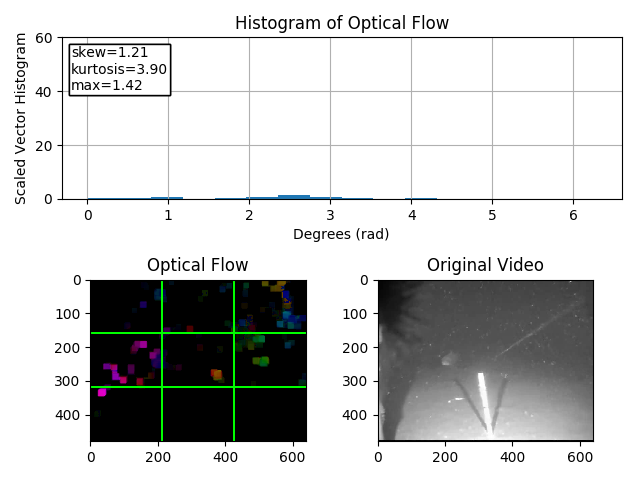 Histogram of Optical Flow
Scaled Vector Histogram
60
40
20
0
skew=1.21
kurtosis=3.90
max=1.42
0 1 2 3 4 5 6
Degrees (rad)
Optical Flow
0
100
200
300
400
0 200 400 600
Original Video
0
100
200
300
400
0 200 400 600